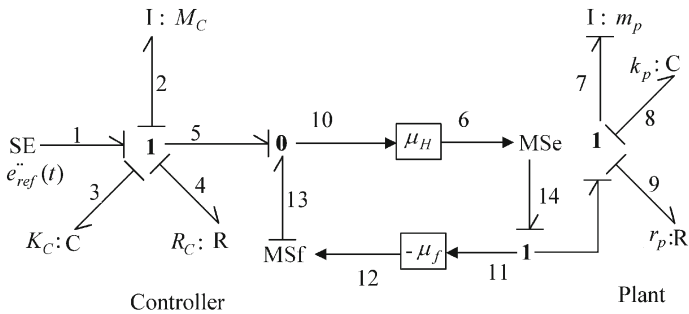 I : M_C
I : m_p
2
7
k_p : C
8
SE
1
1
5
0
10
μ_H
6
MSe
1
ë_ref (t)
3
4
13
14
9
K_C : C
R_C : R
MSf
12
- μ_f
11
1
r_p : R
Controller
Plant